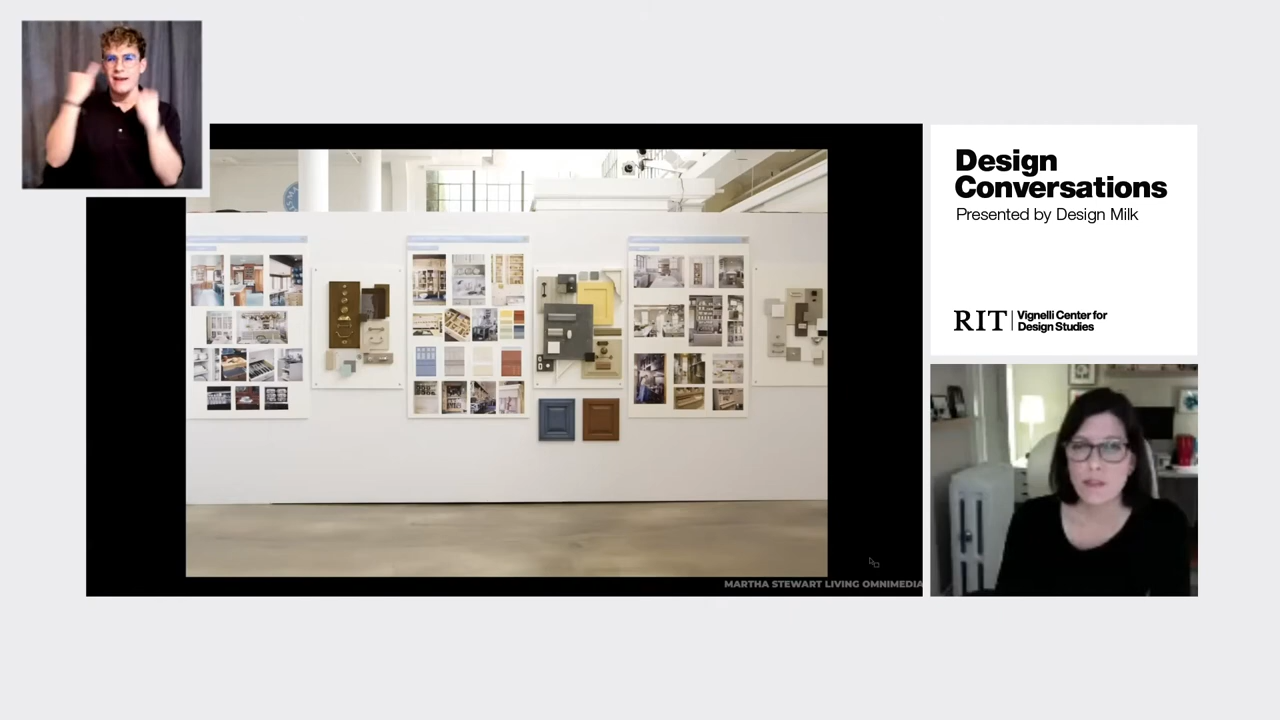 Design
Conversations
Presented by Design Milk
RIT
Vignelli Center for
Design Studies
MARTHA STEWART LIVING OMNIMEDIA